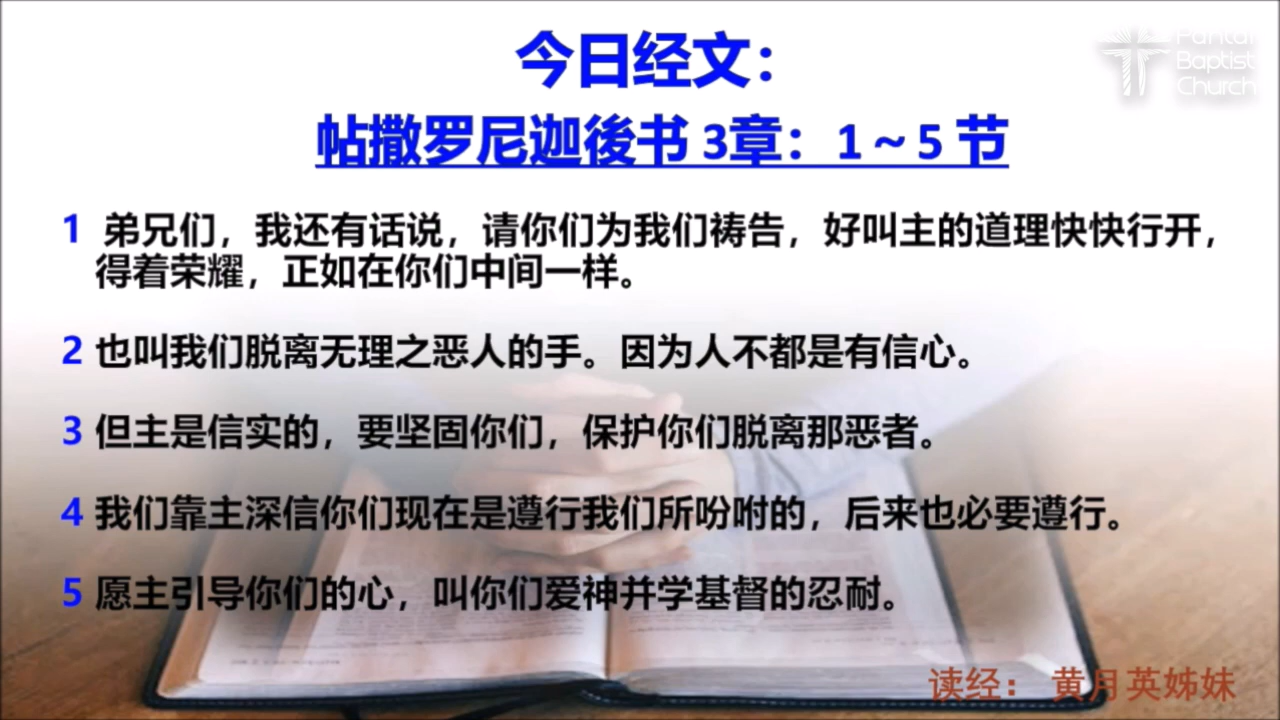 今日经文：
Pantai
Baptist
Church
帖撒罗尼迦後书 3章：1～5 节
1 弟兄们，我还有话说，请你们为我们祷告，好叫主的道理快快行开，
得着荣耀，正如在你们中间一样。
2 也叫我们脱离无理之恶人的手。因为人不都是有信心。
3 但主是信实的，要坚固你们，保护你们脱离那恶者。
4 我们靠主深信你们现在是遵行我们所吩咐的，后来也必要遵行。
5 愿主引导你们的心，叫你们爱神并学基督的忍耐。
读经： 黄月英姊妹